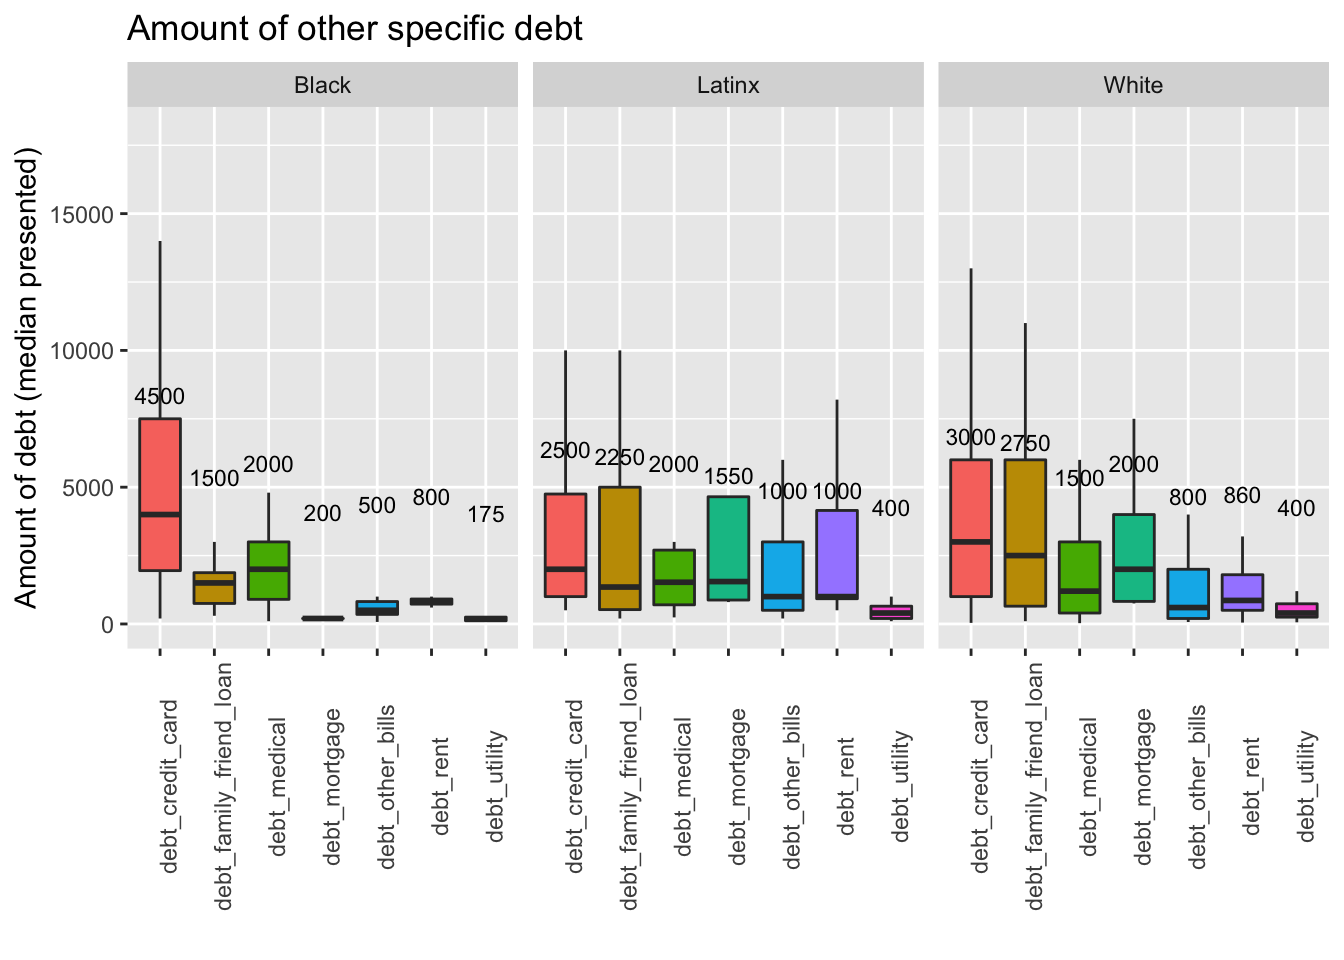 Amount of other specific debt
Black
Latinx
White
Amount of debt (median presented)
15000
10000
5000
0
4500
1500
2000
200
500
800
175
2500
2250
2000
1550
1000
1000
400
3000
2750
1500
2000
800
860
400
debt_credit_card
debt_family_friend_loan
debt_medical
debt_mortgage
debt_other_bills
debt_rent
debt_utility
debt_credit_card
debt_family_friend_loan
debt_medical
debt_mortgage
debt_other_bills
debt_rent
debt_utility
debt_credit_card
debt_family_friend_loan
debt_medical
debt_mortgage
debt_other_bills
debt_rent
debt_utility